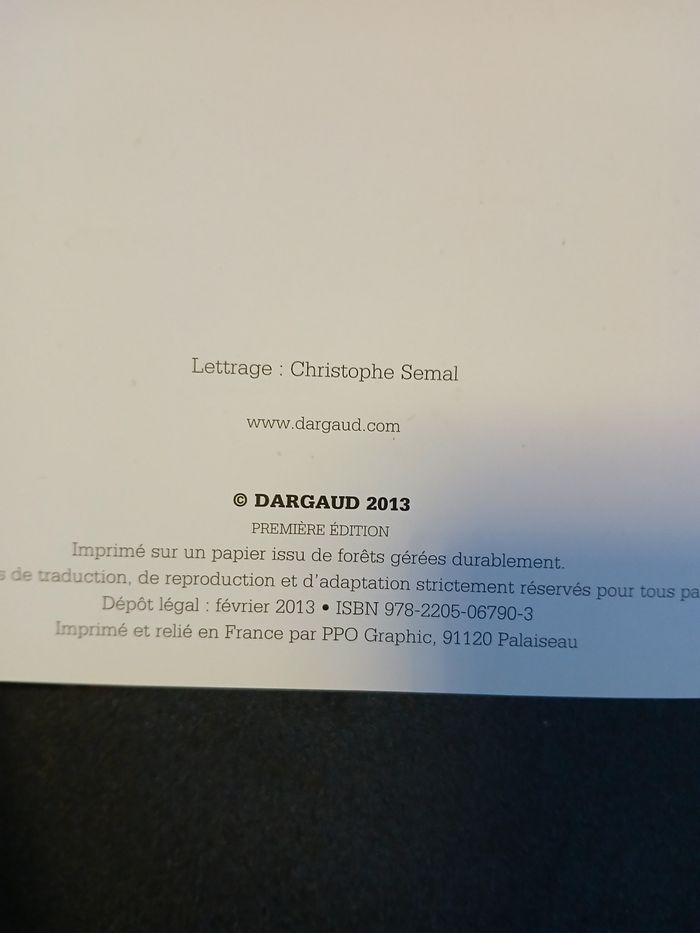 Lettrage : Christophe Semal
www.dargaud.com
© DARGAUD 2013
PREMIÈRE ÉDITION
Imprimé sur un papier issu de forêts gérées durablement.
s de traduction, de reproduction et d'adaptation strictement réservés pour tous pa
Dépôt légal : février 2013 • ISBN 978-2205-06790-3
Imprimé et relié en France par PPO Graphic, 91120 Palaiseau